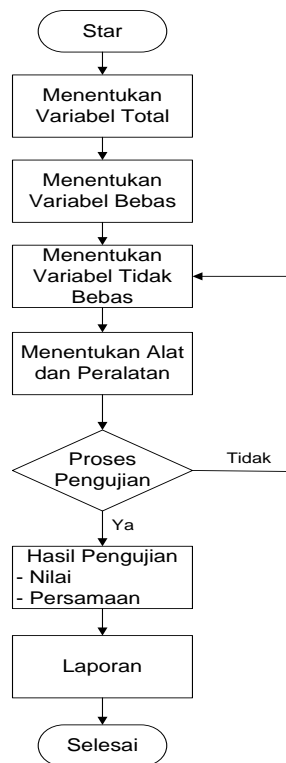 Star
Menentukan
Variabel Total
Menentukan
Variabel Bebas
Menentukan
Variabel Tidak
Bebas
Menentukan Alat
dan Peralatan
Proses
Pengujian
Tidak
Ya
Hasil Pengujian
- Nilai
- Persamaan
Laporan
Selesai